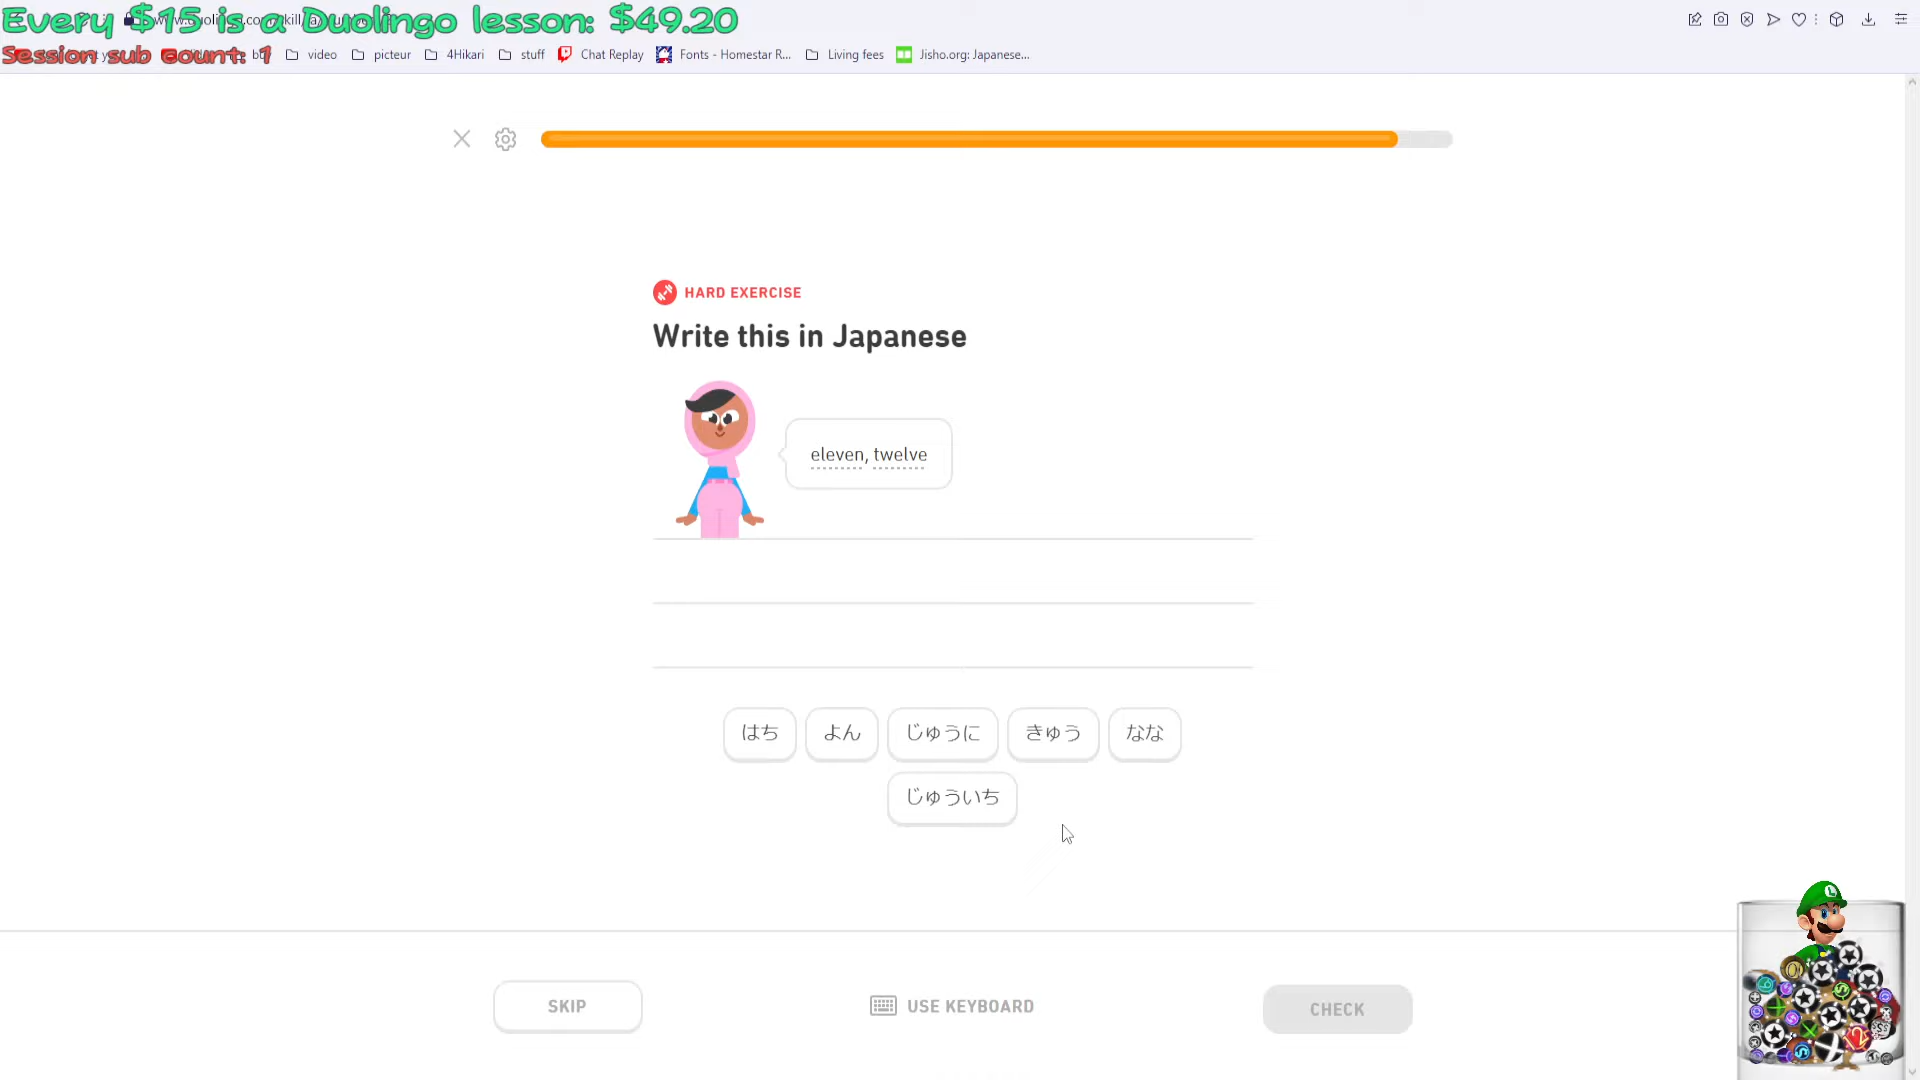 Every $15 is a Duolingo lesson: $49.20
Session sub count: 1
video
picteur
4Hikari
stuff
Chat Replay
Fonts - Homestar R...
Living fees
Jisho.org: Japanese...
HARD EXERCISE
Write this in Japanese
eleven, twelve
はち よん じゅうに きゅう なな
じゅういち
SKIP
USE KEYBOARD
CHECK